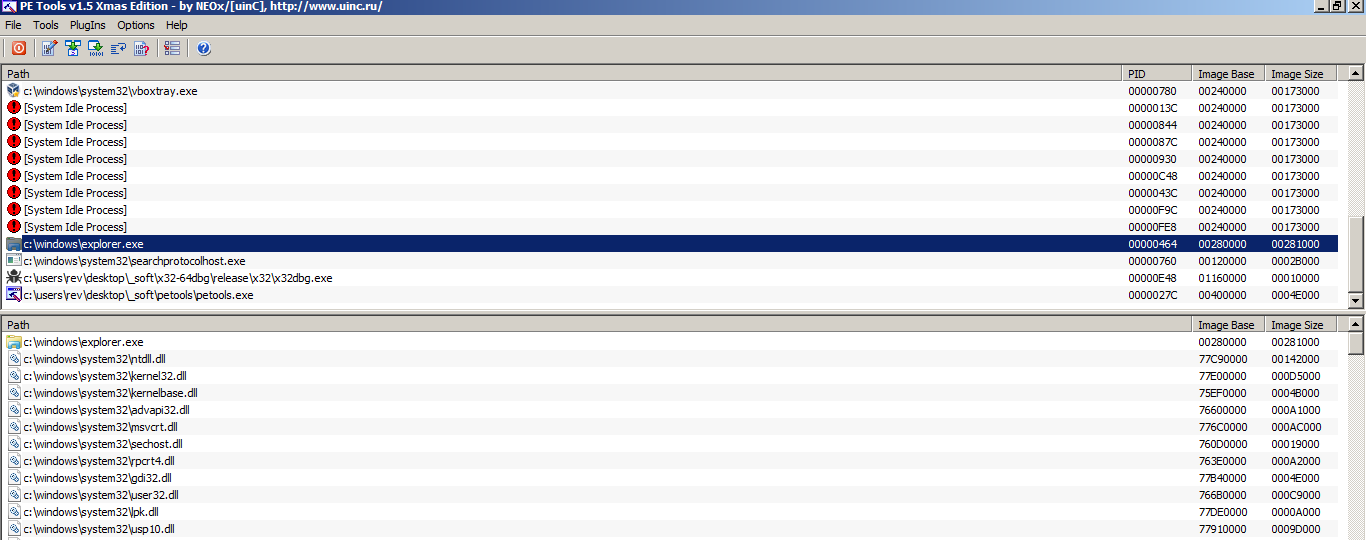 PE Tools v1.5 Xmas Edition - by NEOx/[uinC], http://www.uinc.ru/
File Tools PlugIns Options Help
Path PID Image Base Image Size
c:\windows\system32\vboxtray.exe 00000780 00240000 00173000
[System Idle Process] 0000013C 00240000 00173000
[System Idle Process] 00000844 00240000 00173000
[System Idle Process] 0000087C 00240000 00173000
[System Idle Process] 00000930 00240000 00173000
[System Idle Process] 00000C48 00240000 00173000
[System Idle Process] 0000043C 00240000 00173000
[System Idle Process] 00000F9C 00240000 00173000
[System Idle Process] 00000FE8 00240000 00173000
c:\windows\explorer.exe 00000464 00280000 00281000
c:\windows\system32\searchprotocolhost.exe 00000760 00120000 0002B000
c:\users\rev\desktop\_soft\x32-64dbg\release\x32\x32dbg.exe 00000E48 01160000 00010000
c:\users\rev\desktop\_soft\petools\petools.exe 0000027C 00400000 0004E000
Path Image Base Image Size
c:\windows\explorer.exe 00280000 00281000
c:\windows\system32\ntdll.dll 77C90000 00142000
c:\windows\system32\kernel32.dll 77E00000 000D5000
c:\windows\system32\kernelbase.dll 75EF0000 0004B000
c:\windows\system32\advapi32.dll 76600000 000A1000
c:\windows\system32\msvcrt.dll 776C0000 000AC000
c:\windows\system32\sechost.dll 760D0000 00019000
c:\windows\system32\rpcrt4.dll 763E0000 000A2000
c:\windows\system32\gdi32.dll 77B40000 0004E000
c:\windows\system32\user32.dll 766B0000 000C9000
c:\windows\system32\lpk.dll 77DE0000 0000A000
c:\windows\system32\usp10.dll 77910000 0009D000